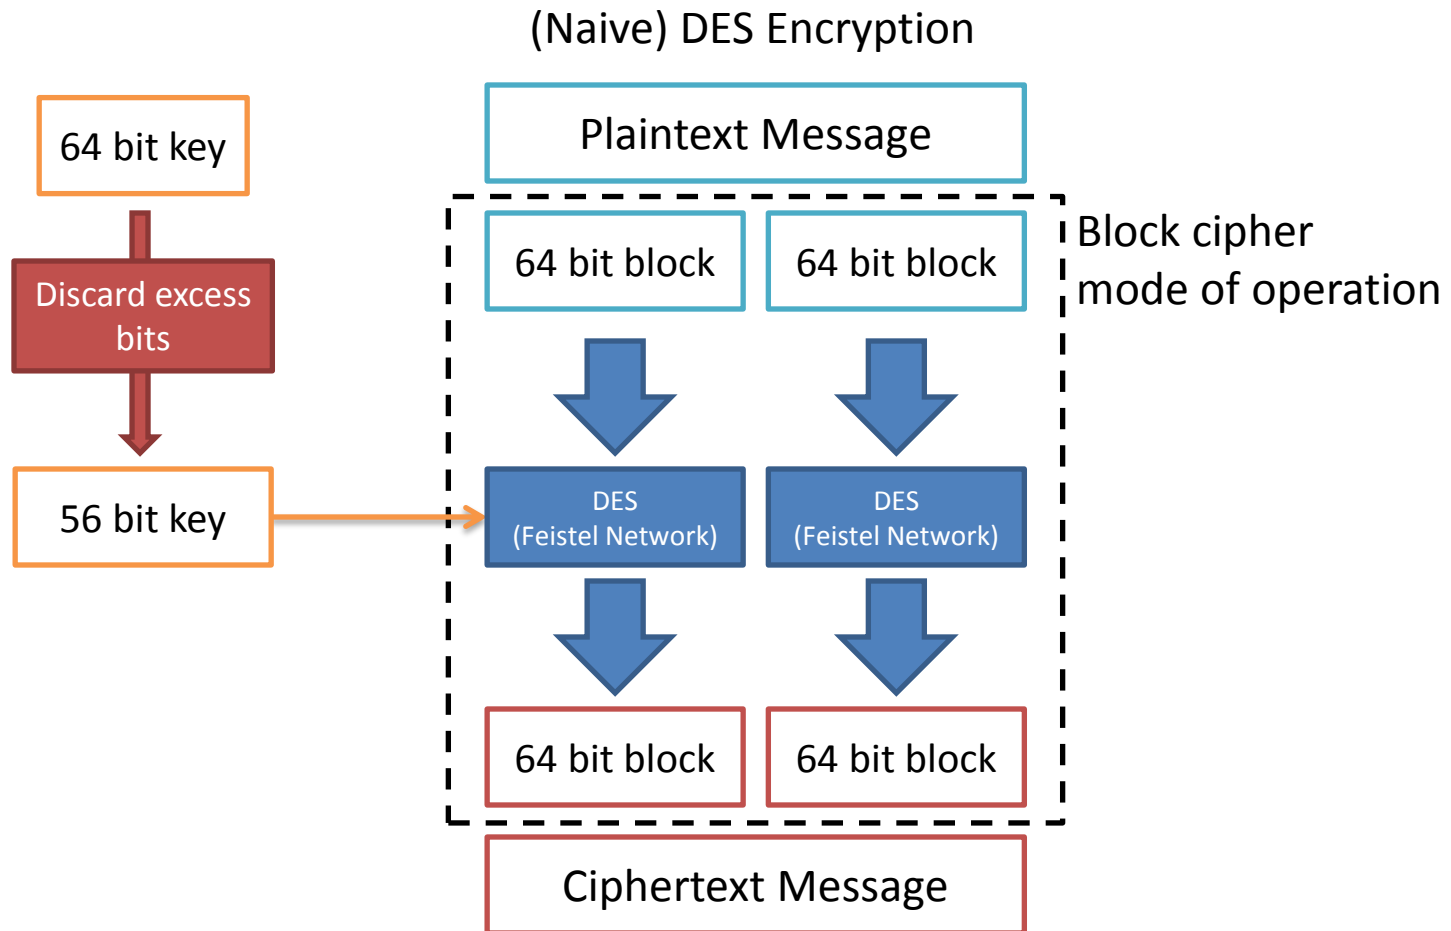 (Naive) DES Encryption
64 bit key
Plaintext Message
64 bit block
64 bit block
Block cipher
mode of operation
Discard excess
bits
56 bit key
DES
(Feistel Network)
DES
(Feistel Network)
64 bit block
64 bit block
Ciphertext Message